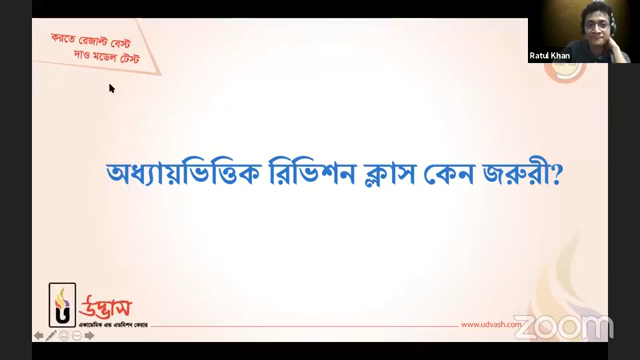 করতে রেজাল্ট বেস্ট
দাও মডেল টেস্ট
Ratul Khan
অধ্যায়ভিত্তিক রিভিশন ক্লাস কেন জরুরী?
উদ্ভাস
একাডেমিক এন্ড এডমিশন কেয়ার
www.udvash.com
zoom